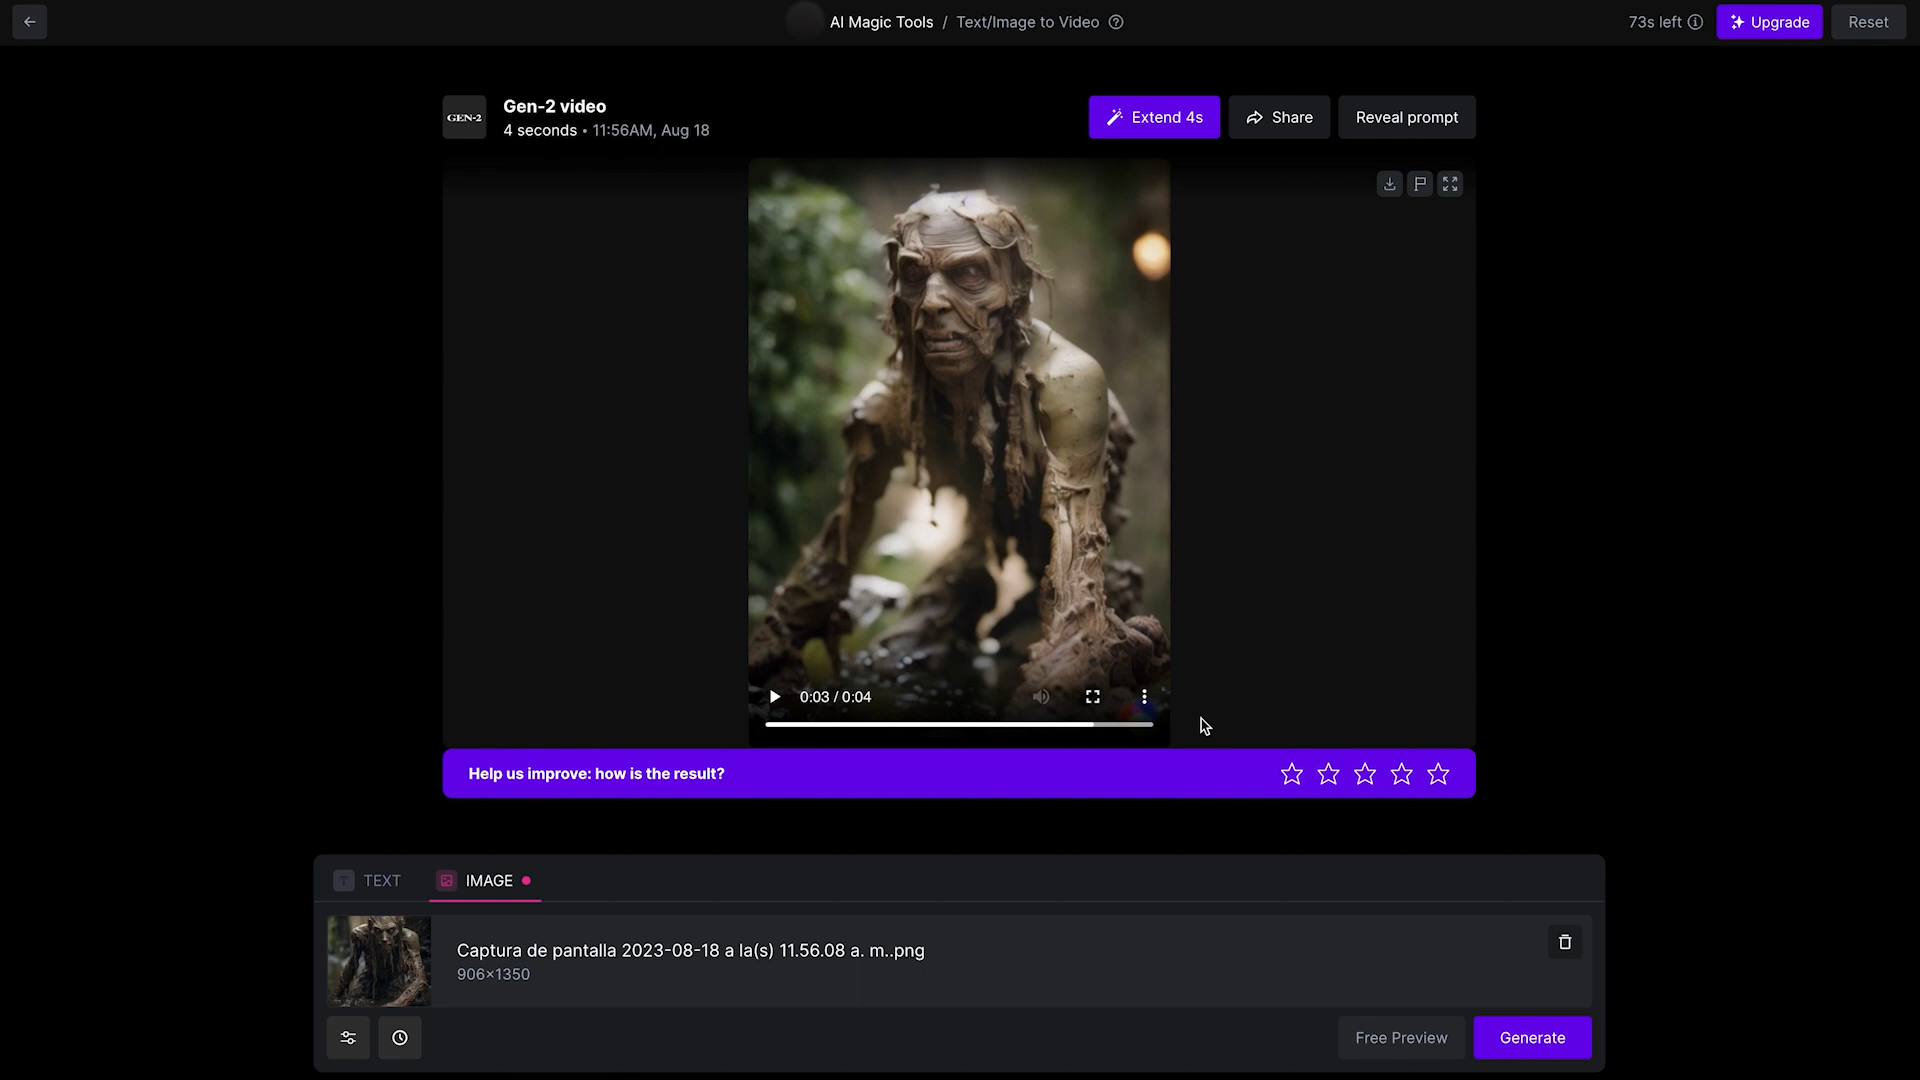 AI Magic Tools / Text/Image to Video
73s left
Upgrade
Reset
GEN-2
Gen-2 video
4 seconds • 11:56AM, Aug 18
Extend 4s
Share
Reveal prompt
0:03 / 0:04
Help us improve: how is the result?
T TEXT
IMAGE
Captura de pantalla 2023-08-18 a la(s) 11.56.08 a. m..png
906×1350
Free Preview
Generate